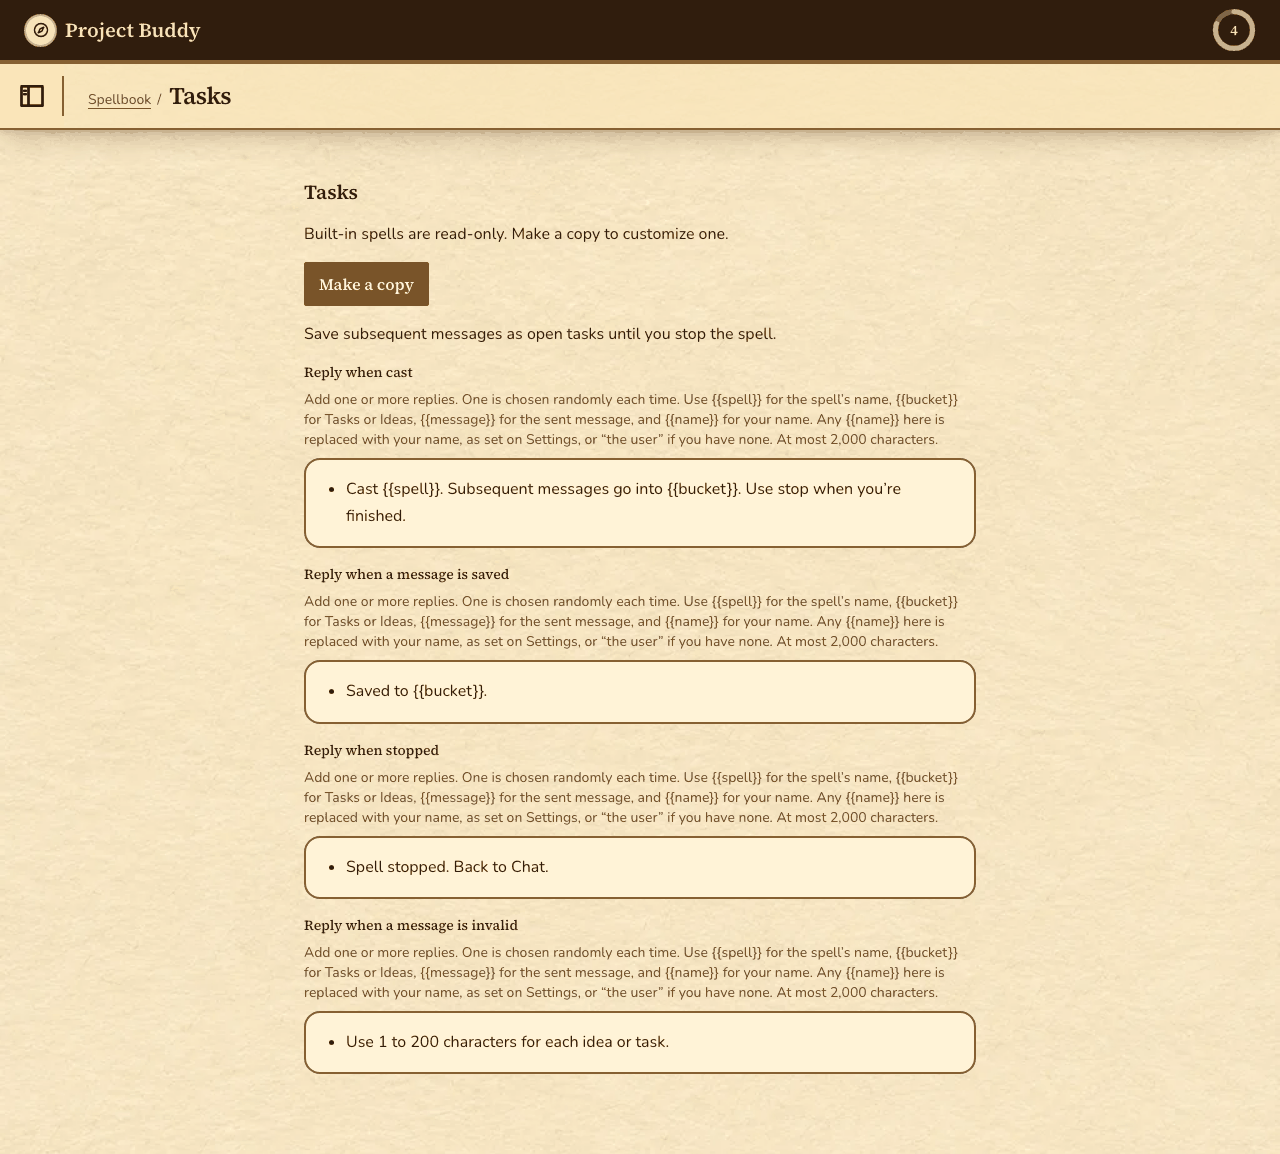 Project Buddy
4
Spellbook / Tasks
Tasks
Built-in spells are read-only. Make a copy to customize one.
Make a copy
Save subsequent messages as open tasks until you stop the spell.
Reply when cast
Add one or more replies. One is chosen randomly each time. Use {{spell}} for the spell’s name, {{bucket}}
for Tasks or Ideas, {{message}} for the sent message, and {{name}} for your name. Any {{name}} here is
replaced with your name, as set on Settings, or “the user” if you have none. At most 2,000 characters.
• Cast {{spell}}. Subsequent messages go into {{bucket}}. Use stop when you’re
finished.
Reply when a message is saved
Add one or more replies. One is chosen randomly each time. Use {{spell}} for the spell’s name, {{bucket}}
for Tasks or Ideas, {{message}} for the sent message, and {{name}} for your name. Any {{name}} here is
replaced with your name, as set on Settings, or “the user” if you have none. At most 2,000 characters.
• Saved to {{bucket}}.
Reply when stopped
Add one or more replies. One is chosen randomly each time. Use {{spell}} for the spell’s name, {{bucket}}
for Tasks or Ideas, {{message}} for the sent message, and {{name}} for your name. Any {{name}} here is
replaced with your name, as set on Settings, or “the user” if you have none. At most 2,000 characters.
• Spell stopped. Back to Chat.
Reply when a message is invalid
Add one or more replies. One is chosen randomly each time. Use {{spell}} for the spell’s name, {{bucket}}
for Tasks or Ideas, {{message}} for the sent message, and {{name}} for your name. Any {{name}} here is
replaced with your name, as set on Settings, or “the user” if you have none. At most 2,000 characters.
• Use 1 to 200 characters for each idea or task.